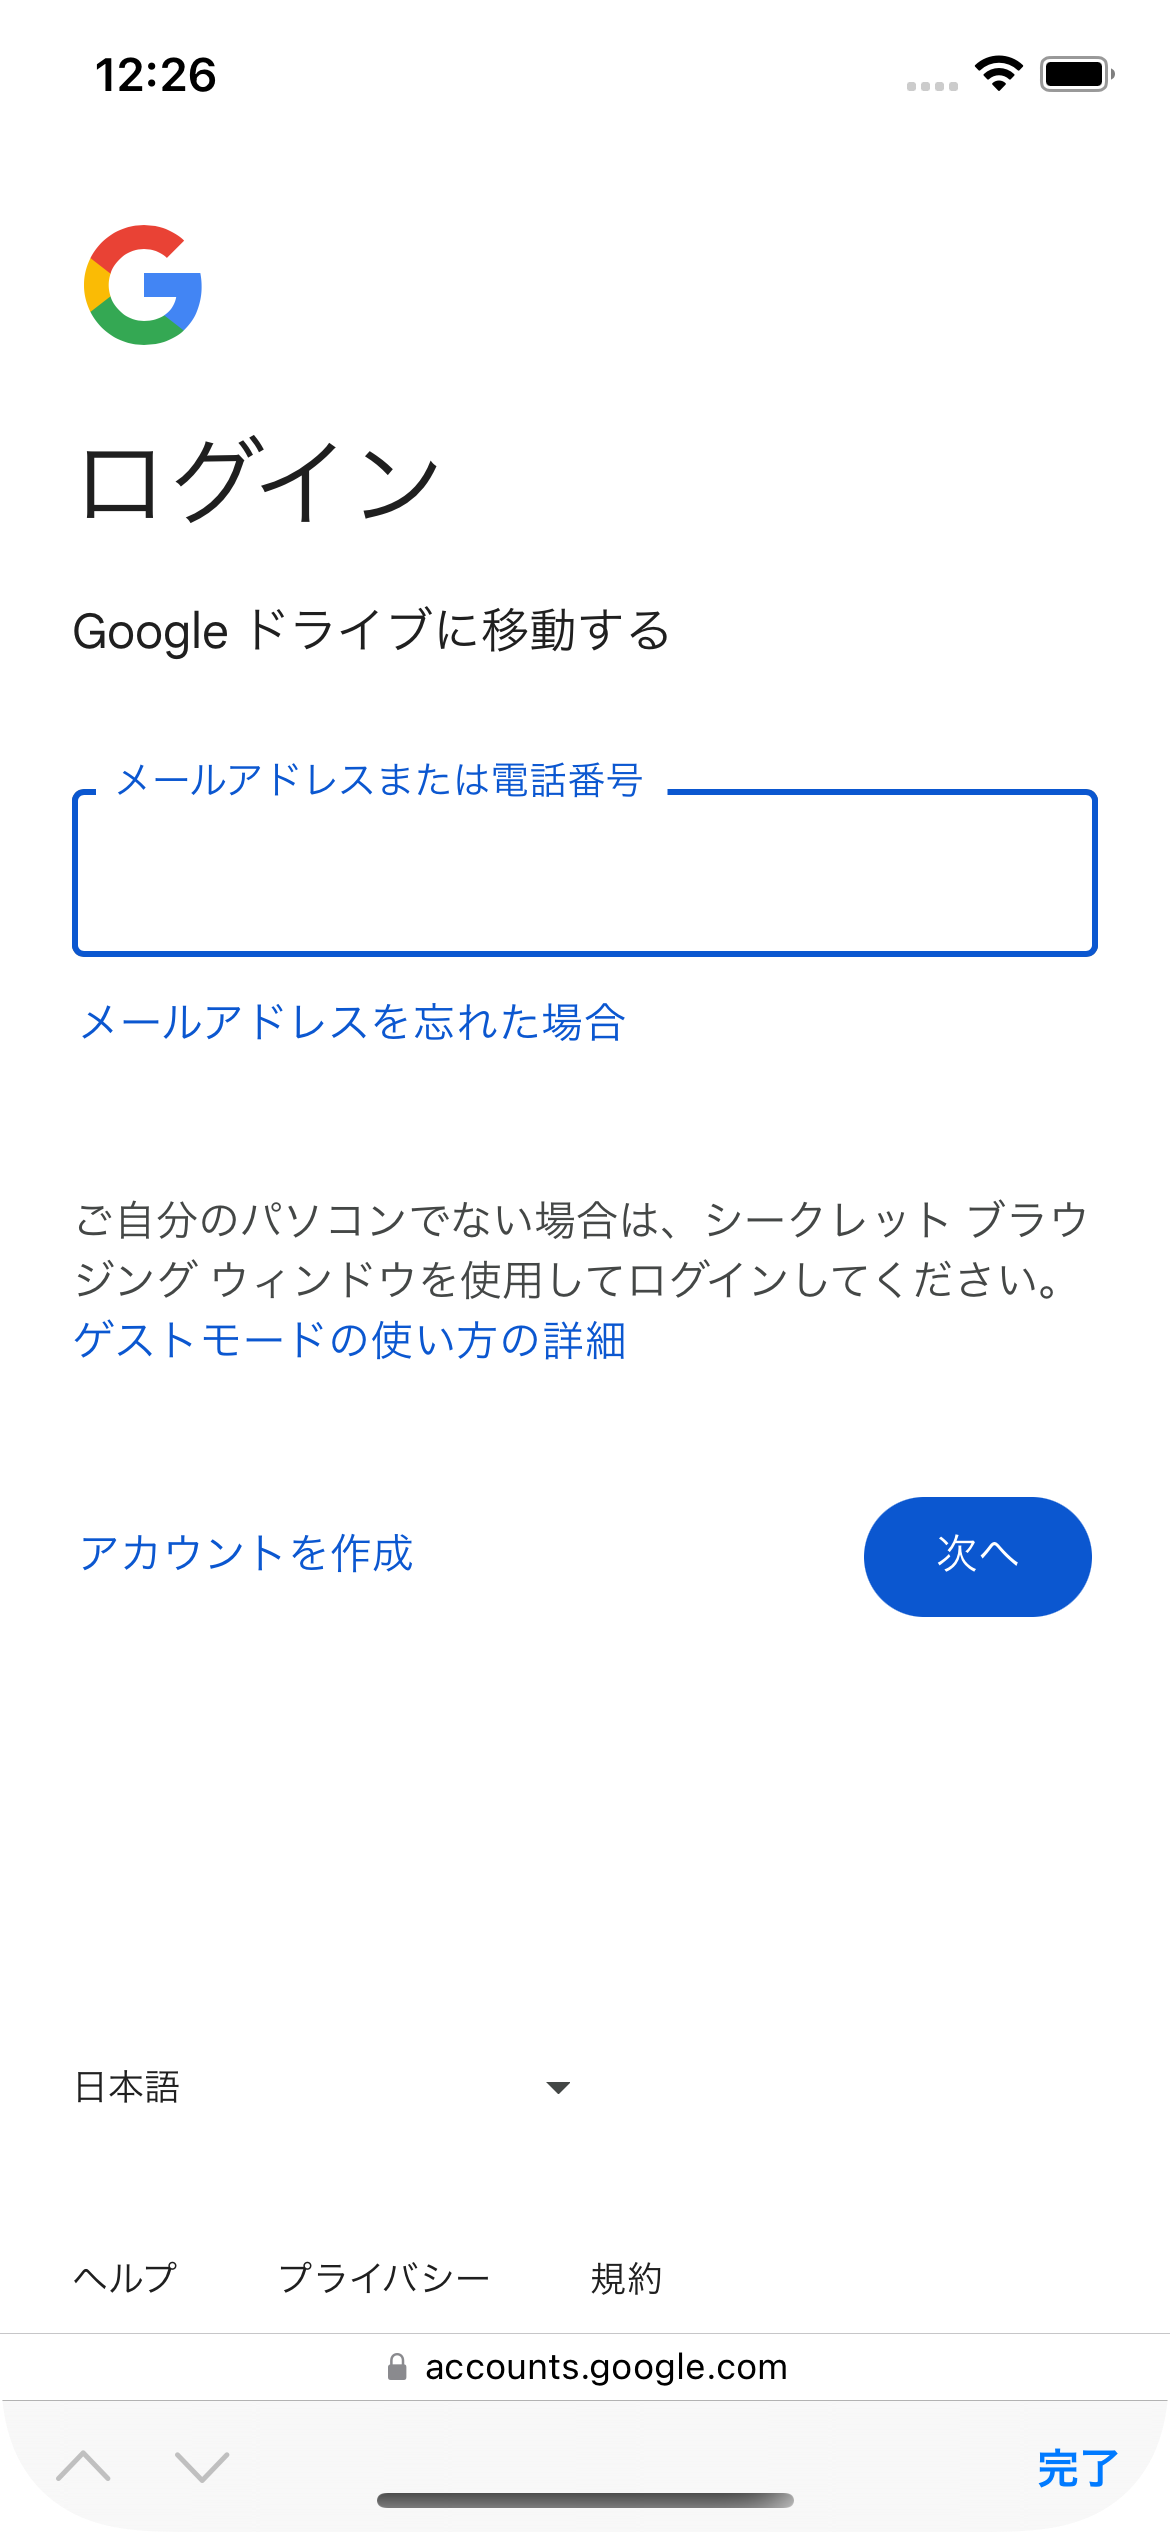 12:26
ログイン
Google ドライブに移動する
メールアドレスまたは電話番号
メールアドレスを忘れた場合
ご自分のパソコンでない場合は、シークレット ブラウ
ジング ウィンドウを使用してログインしてください。
ゲストモードの使い方の詳細
アカウントを作成
次へ
日本語
ヘルプ プライバシー 規約
accounts.google.com
完了